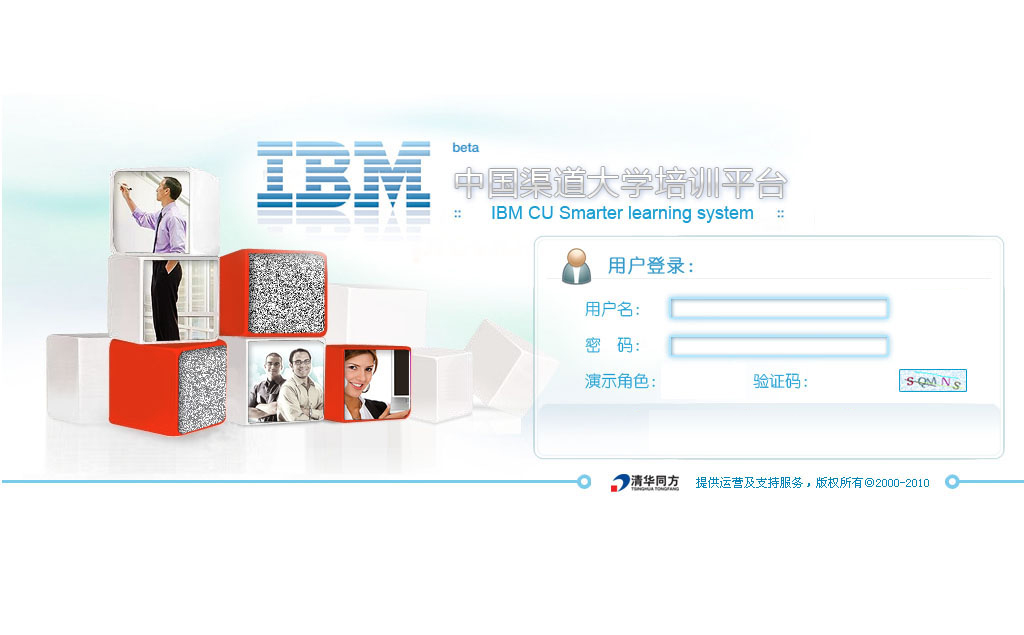 IBM
beta
中国渠道大学培训平台
:: IBM CU Smarter learning system ::
用户登录：
用户名：
密 码：
演示角色： 验证码： SQMNS
清华同方 提供运营及支持服务，版权所有©2000-2010
TSINGHUA TONGFANG